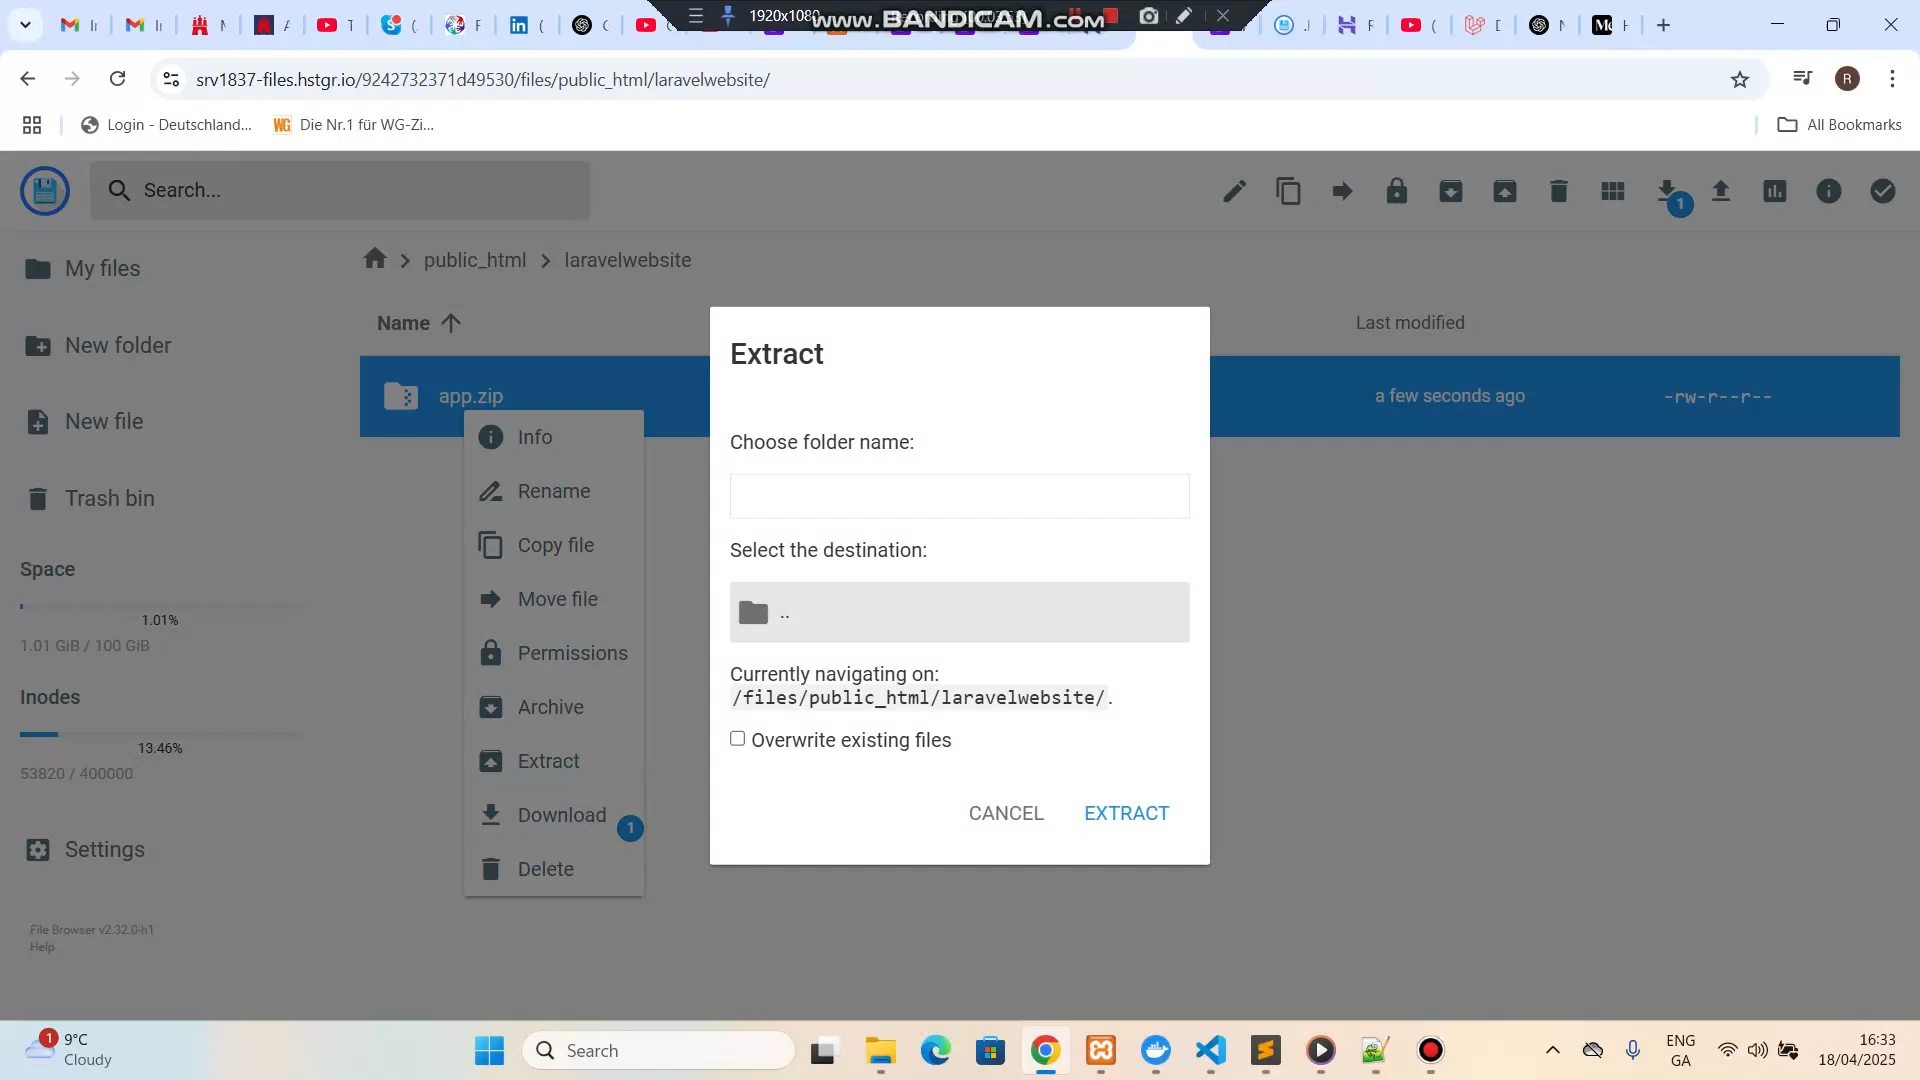 1920x1080
www.BANDICAM.com
srv1837-files.hstgr.io/9242732371d49530/files/public_html/laravelwebsite/
R
Login - Deutschland...
WG
Die Nr.1 für WG-Zi...
All Bookmarks
Search...
1
My files
New folder
New file
Trash bin
Space
1.01%
1.01 GiB / 100 GiB
Inodes
13.46%
53820 / 400000
Settings
File Browser v2.32.0-h1
Help
public_html
laravelwebsite
Name
Last modified
app.zip
a few seconds ago
-rw-r--r--
Info
Rename
Copy file
Move file
Permissions
Archive
Extract
Download
1
Delete
Extract
Choose folder name:
Select the destination:
..
Currently navigating on:
/files/public_html/laravelwebsite/.
Overwrite existing files
CANCEL
EXTRACT
1
9°C
Cloudy
Search
ENG
GA
16:33
18/04/2025